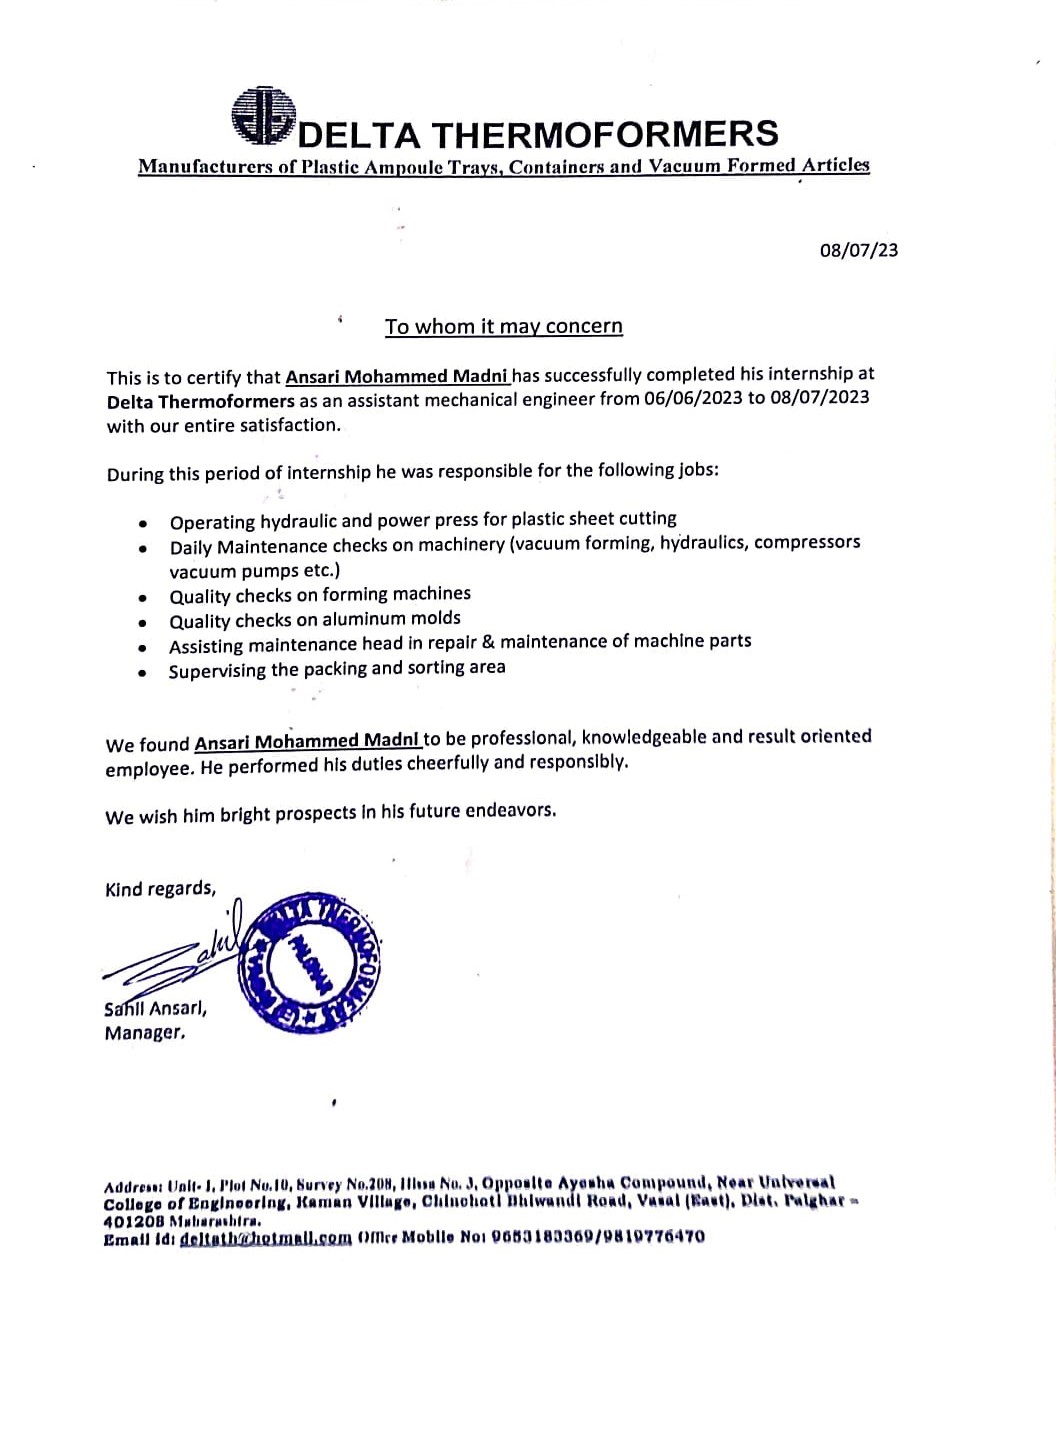 DELTA THERMOFORMERS
Manufacturers of Plastic Ampoule Trays, Containers and Vacuum Formed Articles
08/07/23
To whom it may concern
This is to certify that Ansari Mohammed Madni has successfully completed his internship at
Delta Thermoformers as an assistant mechanical engineer from 06/06/2023 to 08/07/2023
with our entire satisfaction.
During this period of internship he was responsible for the following jobs:
• Operating hydraulic and power press for plastic sheet cutting
• Daily Maintenance checks on machinery (vacuum forming, hydraulics, compressors
vacuum pumps etc.)
• Quality checks on forming machines
• Quality checks on aluminum molds
• Assisting maintenance head in repair & maintenance of machine parts
• Supervising the packing and sorting area
We found Ansari Mohammed Madni to be professional, knowledgeable and result oriented
employee. He performed his duties cheerfully and responsibly.
We wish him bright prospects in his future endeavors.
Kind regards,
Sahil
DELTA THERMOFORMERS
PALGHAR
Sahil Ansari,
Manager.
Address: Unit- 1, Plot No.10, Survey No.208, Hissa No. 3, Opposite Ayesha Compound, Near Universal
College of Engineering, Kaman Village, Chinchoti Bhiwandi Road, Vasai (East), Dist. Palghar –
401208 Maharashtra.
Email id: deltath@hotmail.com Office Mobile No: 9653183369/9819776470